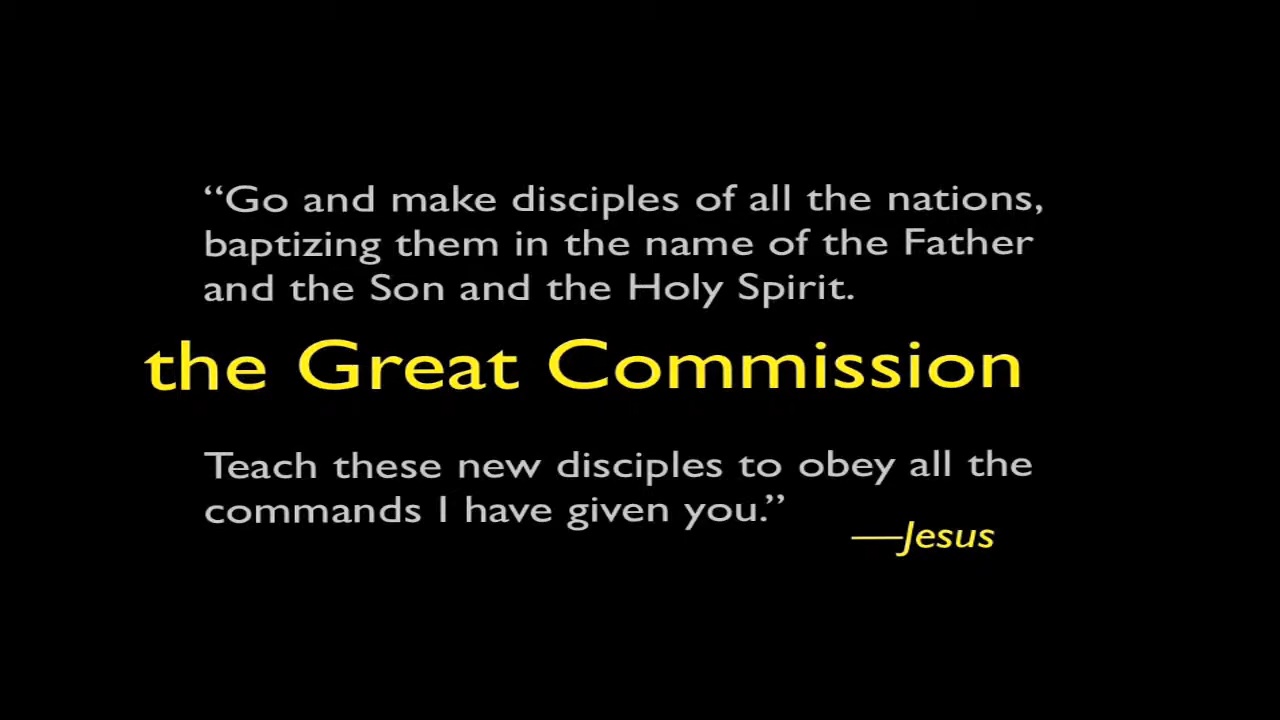 “Go and make disciples of all the nations,
baptizing them in the name of the Father
and the Son and the Holy Spirit.
the Great Commission
Teach these new disciples to obey all the
commands I have given you.”
—Jesus